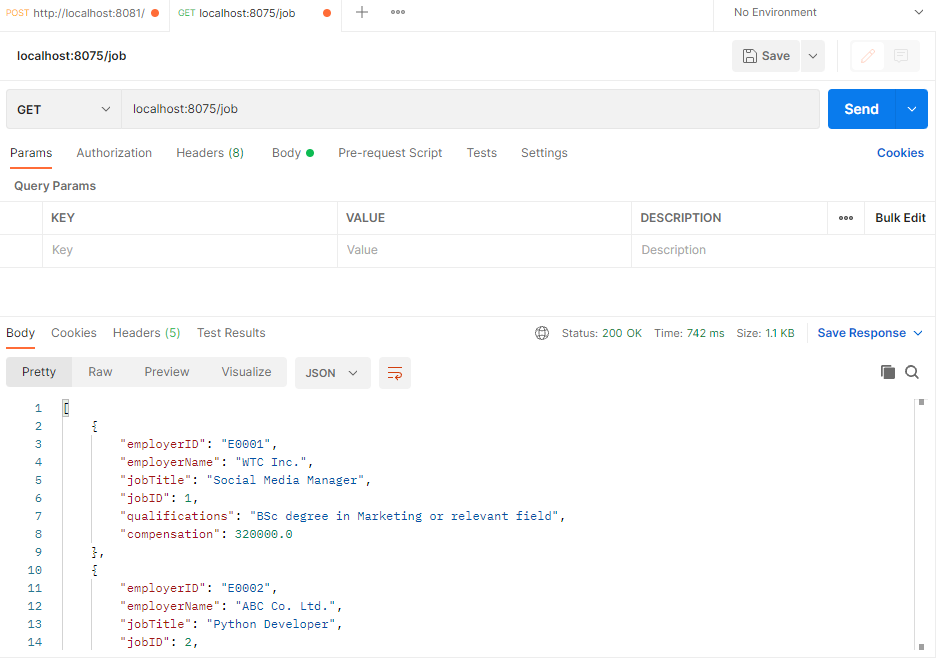 POST http://localhost:8081/ GET localhost:8075/job No Environment
localhost:8075/job Save
GET localhost:8075/job Send
Params Authorization Headers (8) Body Pre-request Script Tests Settings Cookies
Query Params
KEY VALUE DESCRIPTION Bulk Edit
Key Value Description
Body Cookies Headers (5) Test Results Status: 200 OK Time: 742 ms Size: 1.1 KB Save Response
Pretty Raw Preview Visualize JSON
1 [
2 {
3 "employerID": "E0001",
4 "employerName": "WTC Inc.",
5 "jobTitle": "Social Media Manager",
6 "jobID": 1,
7 "qualifications": "BSc degree in Marketing or relevant field",
8 "compensation": 320000.0
9 },
10 {
11 "employerID": "E0002",
12 "employerName": "ABC Co. Ltd.",
13 "jobTitle": "Python Developer",
14 "jobID": 2,